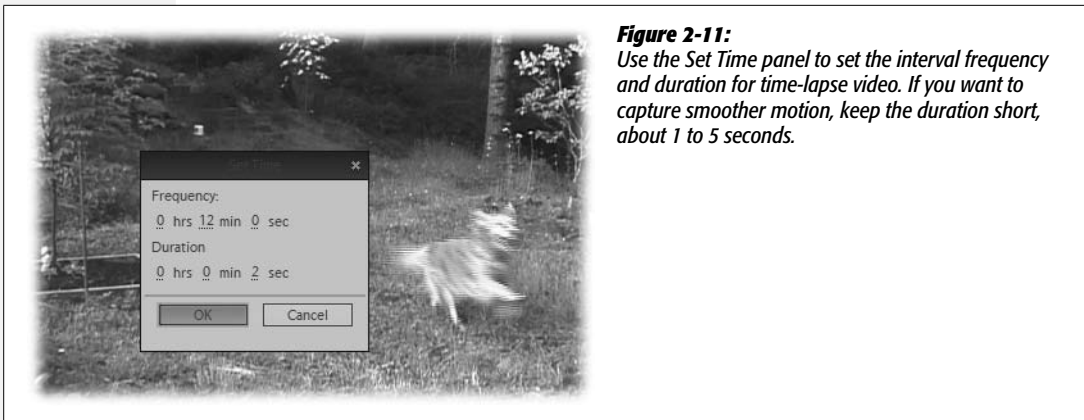 Figure 2-11:
Use the Set Time panel to set the interval frequency
and duration for time-lapse video. If you want to
capture smoother motion, keep the duration short,
about 1 to 5 seconds.
Set Time ×
Frequency:
0 hrs 12 min 0 sec
Duration
0 hrs 0 min 2 sec
OK Cancel